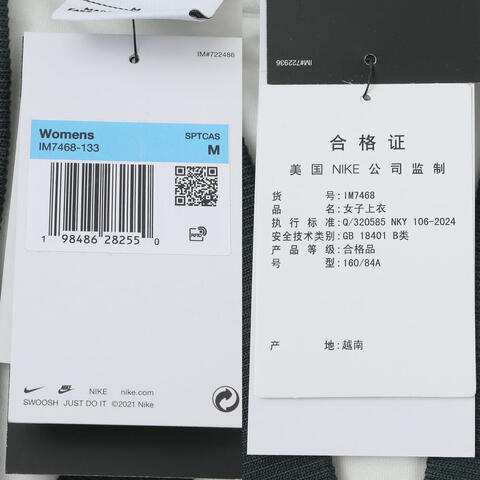 IM#722486
Womens
SPTCAS
IM7468-133
M
1 98486 28255 0
RFID
NIKE
nike.com
SWOOSH JUST DO IT ©2021 Nike
IM#722936
合格证
美国 NIKE 公司监制
货号:IM7468
品名:女子上衣
执行标准:Q/320585 NKY 106-2024
安全技术类别:GB 18401 B类
产品等级:合格品
号型:160/84A
产地:越南